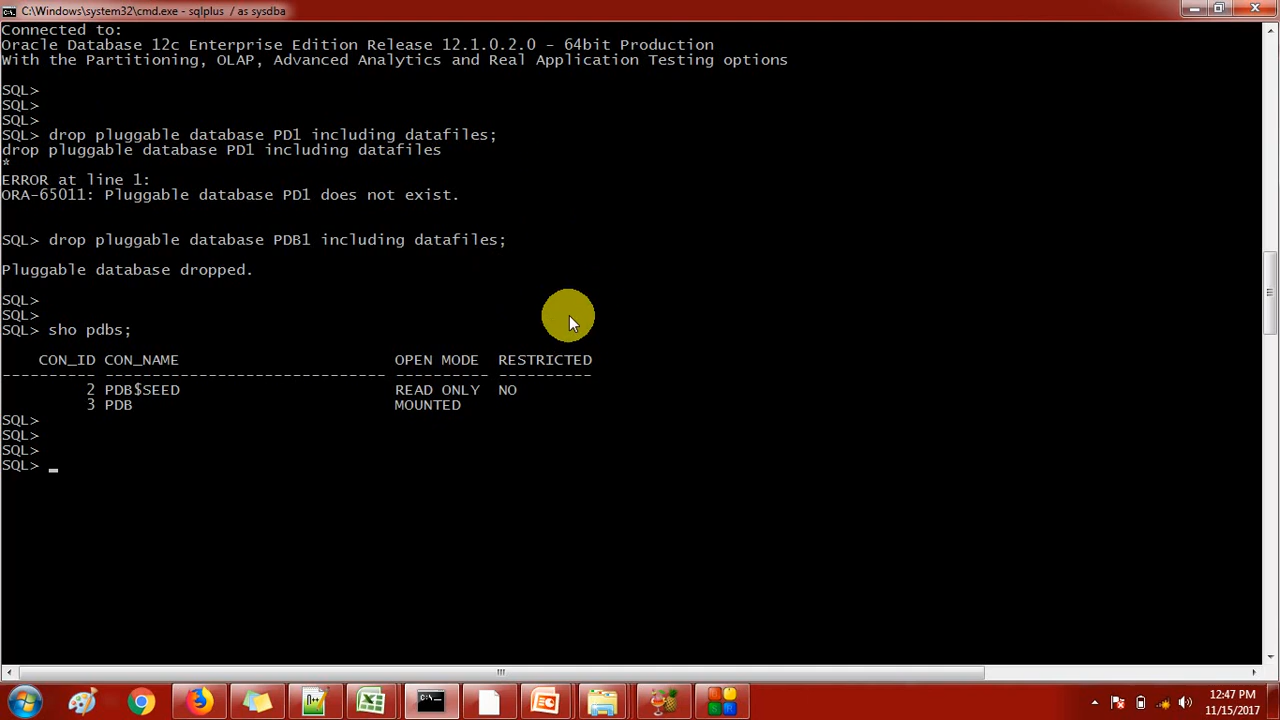 C:\Windows\system32\cmd.exe - sqlplus  / as sysdba
Connected to:
Oracle Database 12c Enterprise Edition Release 12.1.0.2.0 - 64bit Production
With the Partitioning, OLAP, Advanced Analytics and Real Application Testing options
SQL>
SQL>
SQL>
SQL> drop pluggable database PD1 including datafiles;
drop pluggable database PD1 including datafiles
*
ERROR at line 1:
ORA-65011: Pluggable database PD1 does not exist.
SQL> drop pluggable database PDB1 including datafiles;
Pluggable database dropped.
SQL>
SQL>
SQL> sho pdbs;
    CON_ID CON_NAME                       OPEN MODE  RESTRICTED
---------- ------------------------------ ---------- ----------
         2 PDB$SEED                       READ ONLY  NO
         3 PDB                            MOUNTED
SQL>
SQL>
SQL>
SQL> _
12:47 PM
11/15/2017